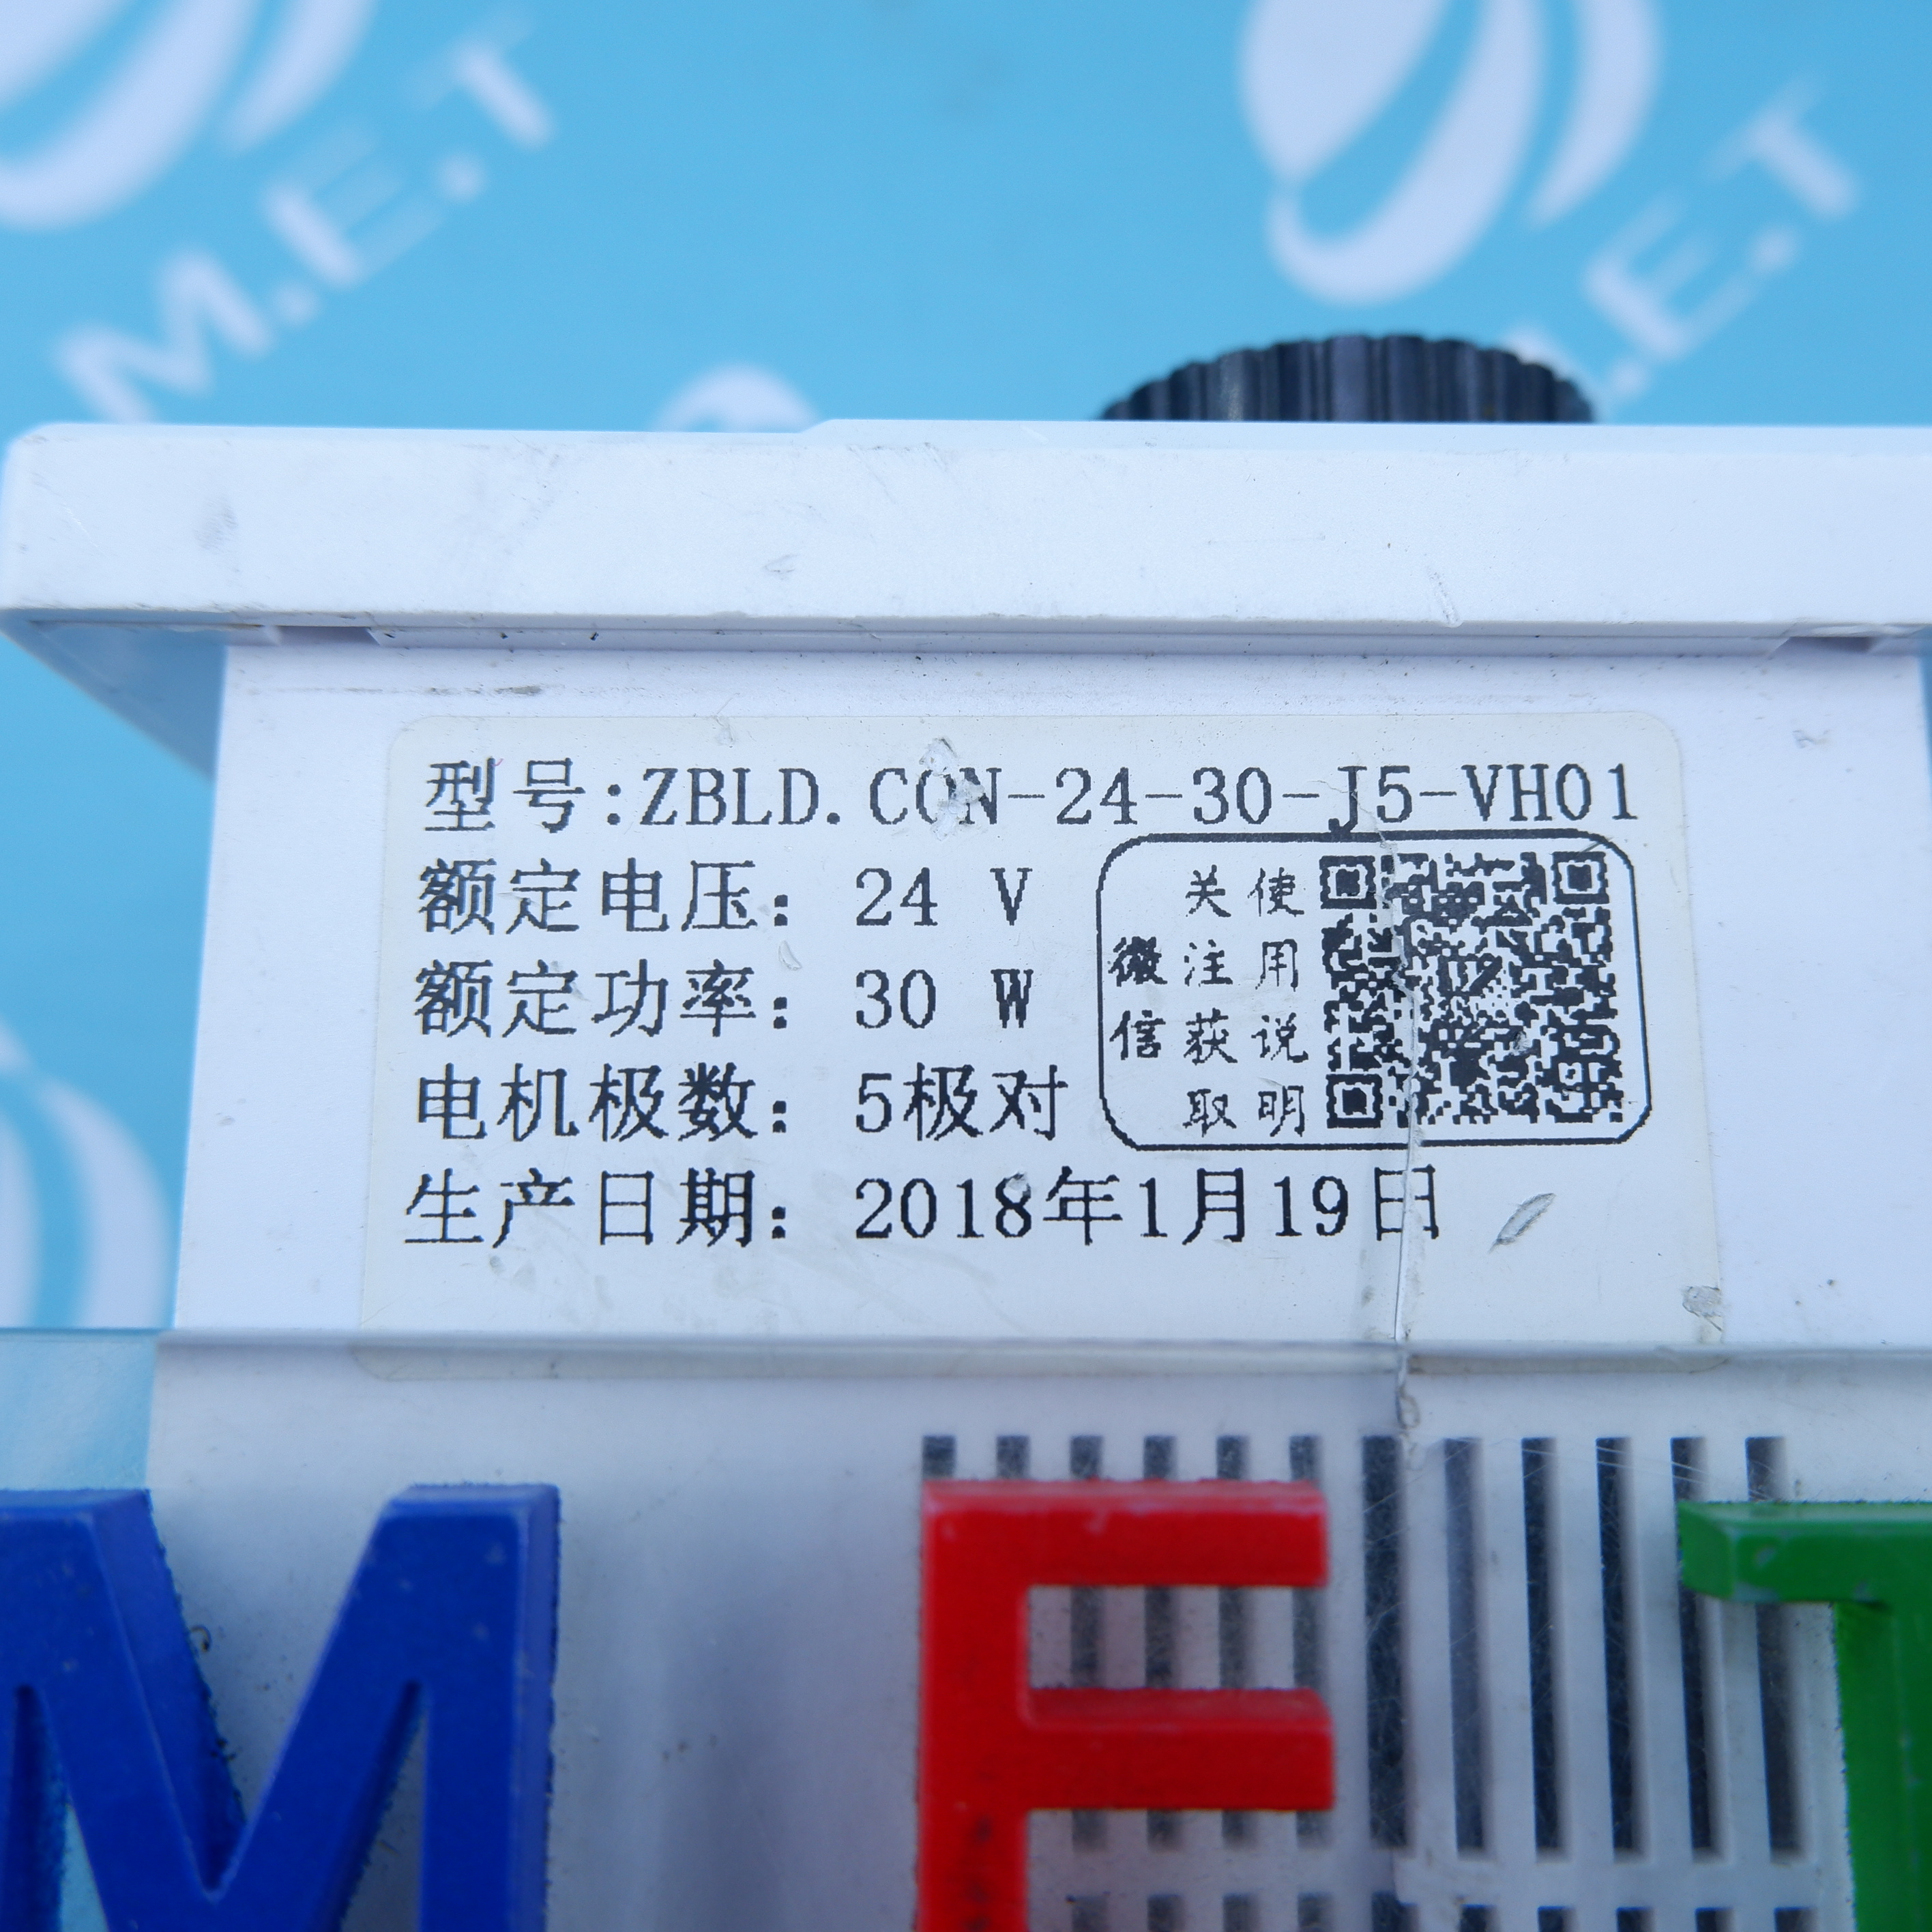 M.E.T
M.E.T
型号:ZBLD.CON-24-30-J5-VH01
额定电压: 24 V
额定功率: 30 W
电机极数: 5极对
生产日期: 2018年1月19日
微信
关注获取
使用说明
M E T